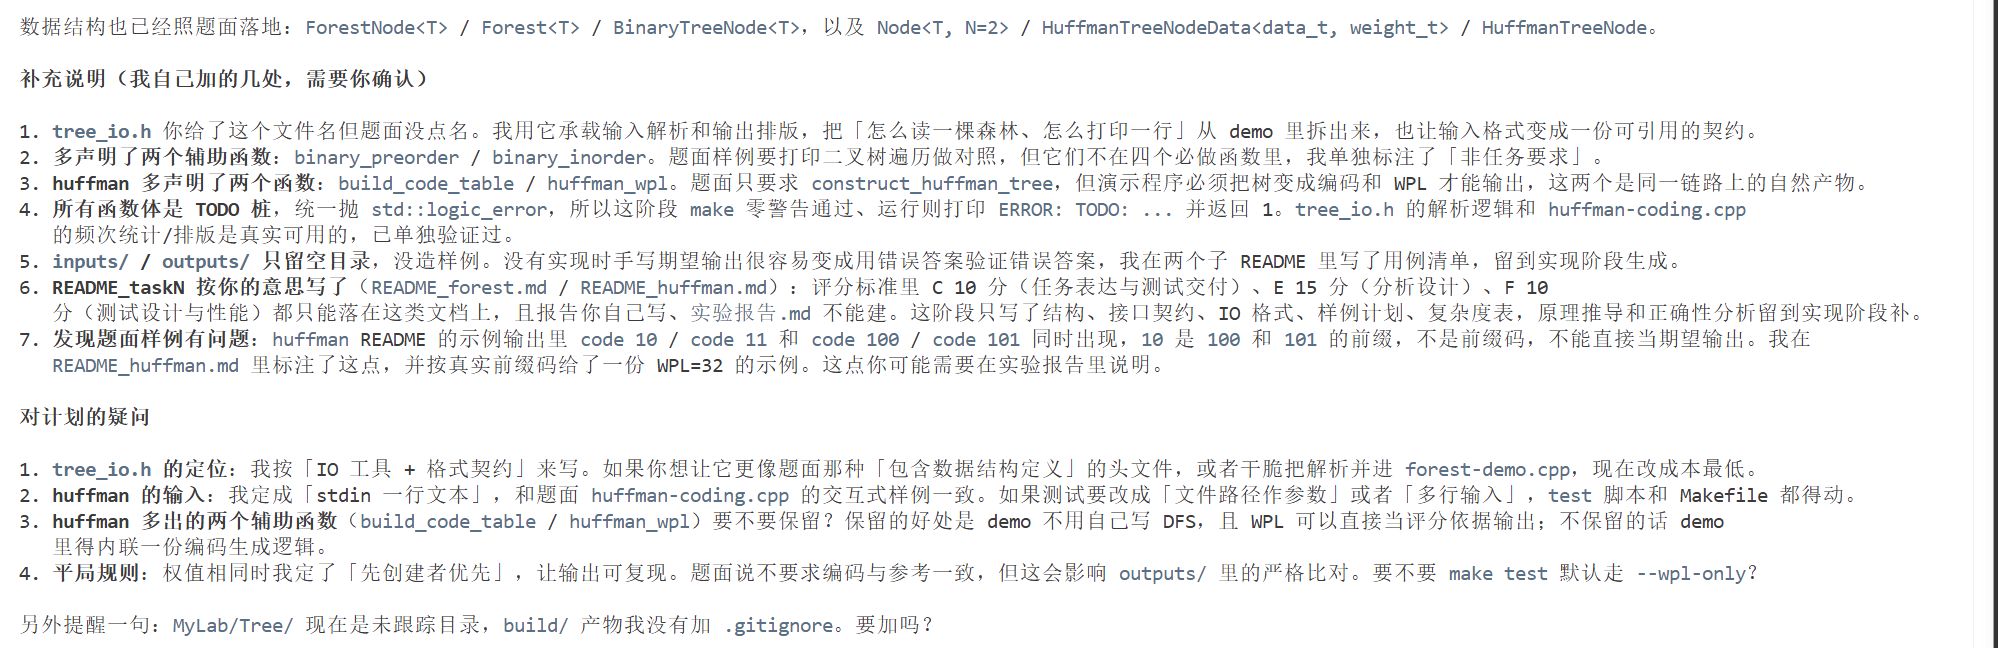 数据结构也已经照题面落地：ForestNode<T> / Forest<T> / BinaryTreeNode<T>，以及 Node<T, N=2> / HuffmanTreeNodeData<data_t, weight_t> / HuffmanTreeNode。
补充说明（我自己加的几处，需要你确认）
1. tree_io.h 你给了这个文件名但题面没点名。我用它承载输入解析和输出排版，把「怎么读一棵森林、怎么打印一行」从 demo 里拆出来，也让输入格式变成一份可引用的契约。
2. 多声明了两个辅助函数：binary_preorder / binary_inorder。题面样例要打印二叉树遍历做对照，但它们不在四个必做函数里，我单独标注了「非任务要求」。
3. huffman 多声明了两个函数：build_code_table / huffman_wpl。题面只要求 construct_huffman_tree，但演示程序必须把树变成编码和 WPL 才能输出，这两个是同一链路上的自然产物。
4. 所有函数体是 TODO 桩，统一抛 std::logic_error，所以这阶段 make 零警告通过、运行则打印 ERROR: TODO: ... 并返回 1。tree_io.h 的解析逻辑和 huffman-coding.cpp
的频次统计/排版是真实可用的，已单独验证过。
5. inputs/ / outputs/ 只留空目录，没造样例。没有实现时手写期望输出很容易变成用错误答案验证错误答案，我在两个子 README 里写了用例清单，留到实现阶段生成。
6. README_taskN 按你的意思写了（README_forest.md / README_huffman.md）：评分标准里 C 10 分（任务表达与测试交付）、E 15 分（分析设计）、F 10
分（测试设计与性能）都只能落在这类文档上，且报告你自己写、实验报告.md 不能建。这阶段只写了结构、接口契约、IO 格式、样例计划、复杂度表，原理推导和正确性分析留到实现阶段补。
7. 发现题面样例有问题：huffman README 的示例输出里 code 10 / code 11 和 code 100 / code 101 同时出现，10 是 100 和 101 的前缀，不是前缀码，不能直接当期望输出。我在
README_huffman.md 里标注了这点，并按真实前缀码给了一份 WPL=32 的示例。这点你可能需要在实验报告里说明。
对计划的疑问
1. tree_io.h 的定位：我按「IO 工具 + 格式契约」来写。如果你想让它更像题面那种「包含数据结构定义」的头文件，或者干脆把解析并进 forest-demo.cpp，现在改成本最低。
2. huffman 的输入：我定成「stdin 一行文本」，和题面 huffman-coding.cpp 的交互式样例一致。如果测试要改成「文件路径作参数」或者「多行输入」，test 脚本和 Makefile 都得动。
3. huffman 多出的两个辅助函数（build_code_table / huffman_wpl）要不要保留？保留的好处是 demo 不用自己写 DFS，且 WPL 可以直接当评分依据输出；不保留的话 demo
里得内联一份编码生成逻辑。
4. 平局规则：权值相同时我定了「先创建者优先」，让输出可复现。题面说不要求编码与参考一致，但这会影响 outputs/ 里的严格比对。要不要 make test 默认走 --wpl-only？
另外提醒一句：MyLab/Tree/ 现在是未跟踪目录，build/ 产物我没有加 .gitignore。要加吗？